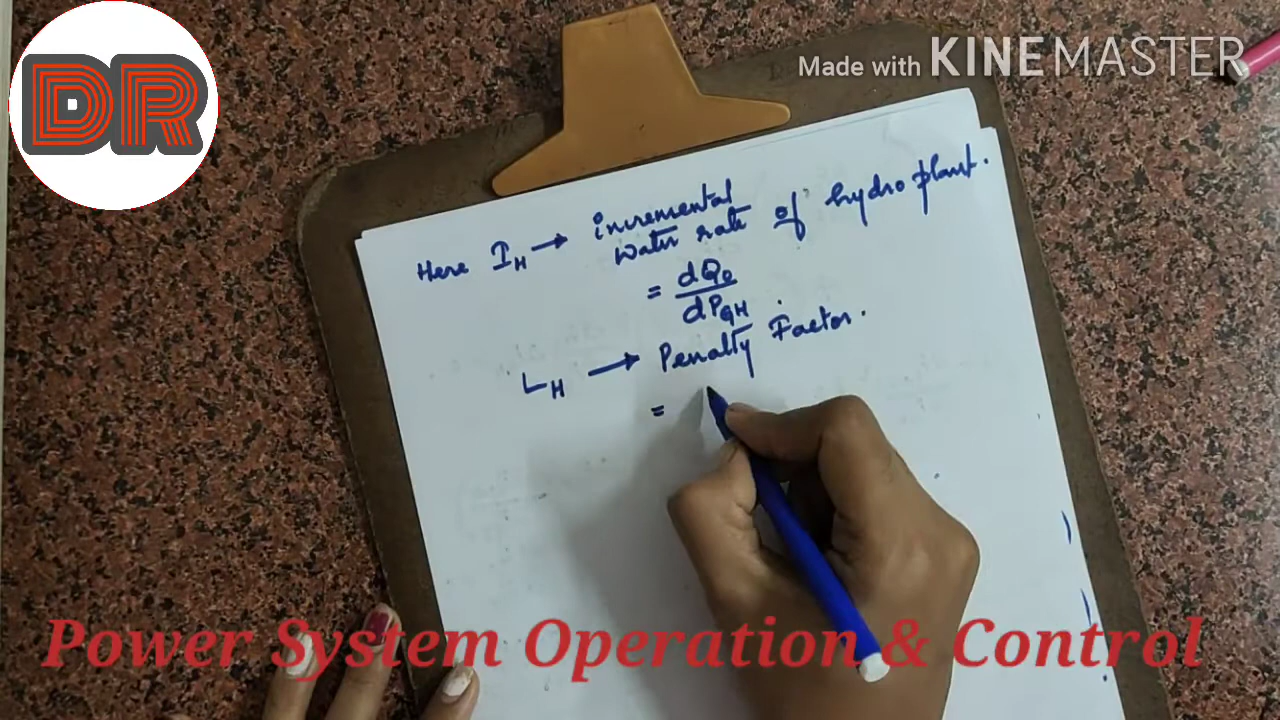 DR
Made with KINEMASTER
Here I_H → incremental
water rate of hydro plant.
= dQ₀
dP_GH
L_H → Penalty Factor.
=
Power System Operation & Control